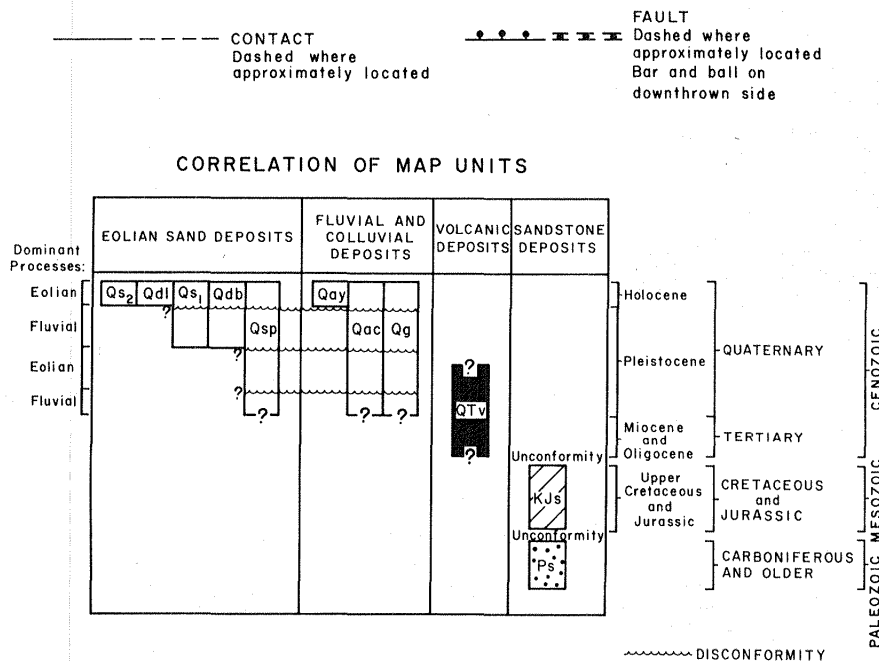 CONTACT
Dashed where
approximately located
FAULT
Dashed where
approximately located
Bar and ball on
downthrown side
CORRELATION OF MAP UNITS
EOLIAN SAND DEPOSITS
FLUVIAL AND
COLLUVIAL
DEPOSITS
VOLCANIC
DEPOSITS
SANDSTONE
DEPOSITS
Dominant
Processes:
Eolian
Fluvial
Eolian
Fluvial
Qs2
Qdl
Qs1
Qdb
Qsp
?
?
?
?
Qay
Qac
Qg
?
?
?
QTv
?
Unconformity
KJs
Unconformity
Ps
Holocene
Pleistocene
Miocene
and
Oligocene
Upper
Cretaceous
and
Jurassic
QUATERNARY
TERTIARY
CRETACEOUS
and
JURASSIC
CARBONIFEROUS
AND OLDER
CENOZOIC
MESOZOIC
PALEOZOIC
DISCONFORMITY